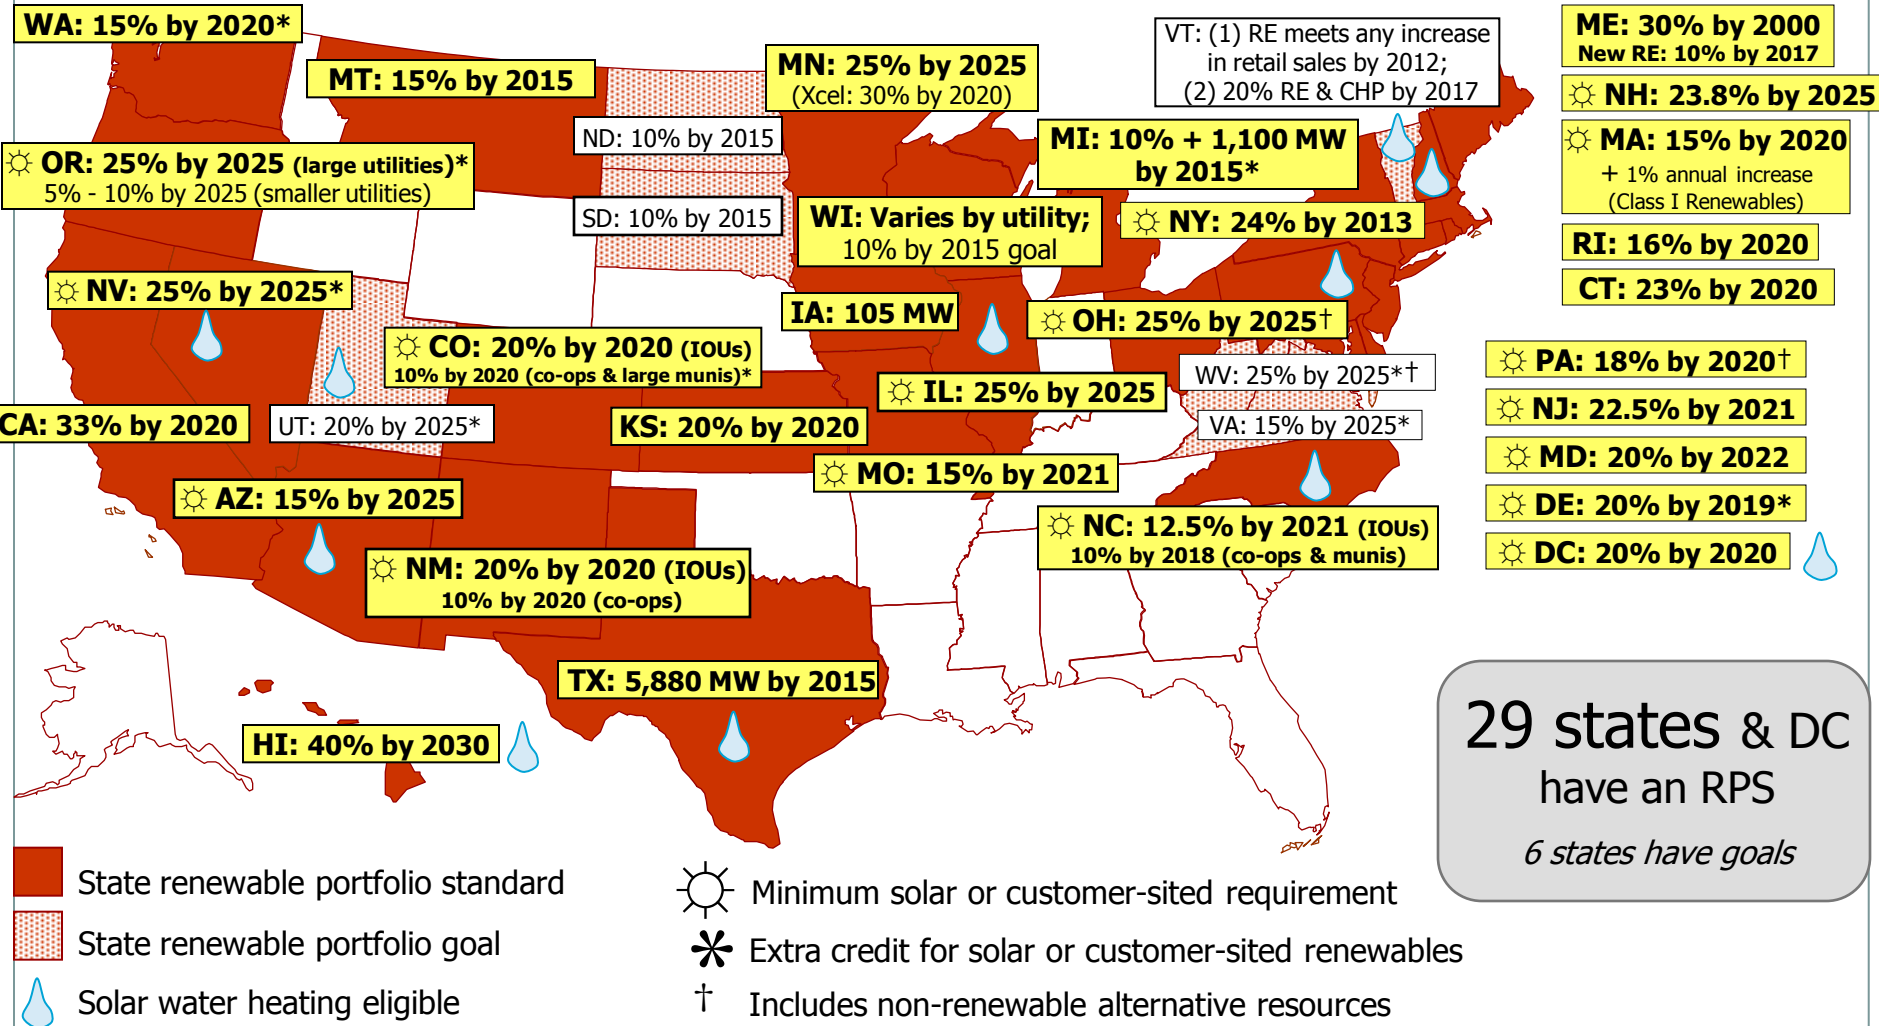 WA: 15% by 2020*
MT: 15% by 2015
MN: 25% by 2025
(Xcel: 30% by 2020)
VT: (1) RE meets any increase
in retail sales by 2012;
(2) 20% RE & CHP by 2017
ME: 30% by 2000
New RE: 10% by 2017
☼ NH: 23.8% by 2025
☼ MA: 15% by 2020
+ 1% annual increase
(Class I Renewables)
RI: 16% by 2020
CT: 23% by 2020
ND: 10% by 2015
MI: 10% + 1,100 MW
by 2015*
☼ OR: 25% by 2025 (large utilities)*
5% - 10% by 2025 (smaller utilities)
SD: 10% by 2015
WI: Varies by utility;
10% by 2015 goal
☼ NY: 24% by 2013
☼ NV: 25% by 2025*
IA: 105 MW
☼ OH: 25% by 2025†
☼ CO: 20% by 2020 (IOUs)
10% by 2020 (co-ops & large munis)*
WV: 25% by 2025*†
☼ IL: 25% by 2025
CA: 33% by 2020
UT: 20% by 2025*
KS: 20% by 2020
VA: 15% by 2025*
☼ MO: 15% by 2021
☼ AZ: 15% by 2025
☼ NC: 12.5% by 2021 (IOUs)
10% by 2018 (co-ops & munis)
☼ NM: 20% by 2020 (IOUs)
10% by 2020 (co-ops)
☼ PA: 18% by 2020†
☼ NJ: 22.5% by 2021
☼ MD: 20% by 2022
☼ DE: 20% by 2019*
☼ DC: 20% by 2020
TX: 5,880 MW by 2015
HI: 40% by 2030
29 states & DC
have an RPS
6 states have goals
State renewable portfolio standard
State renewable portfolio goal
Solar water heating eligible
☼ Minimum solar or customer-sited requirement
* Extra credit for solar or customer-sited renewables
† Includes non-renewable alternative resources